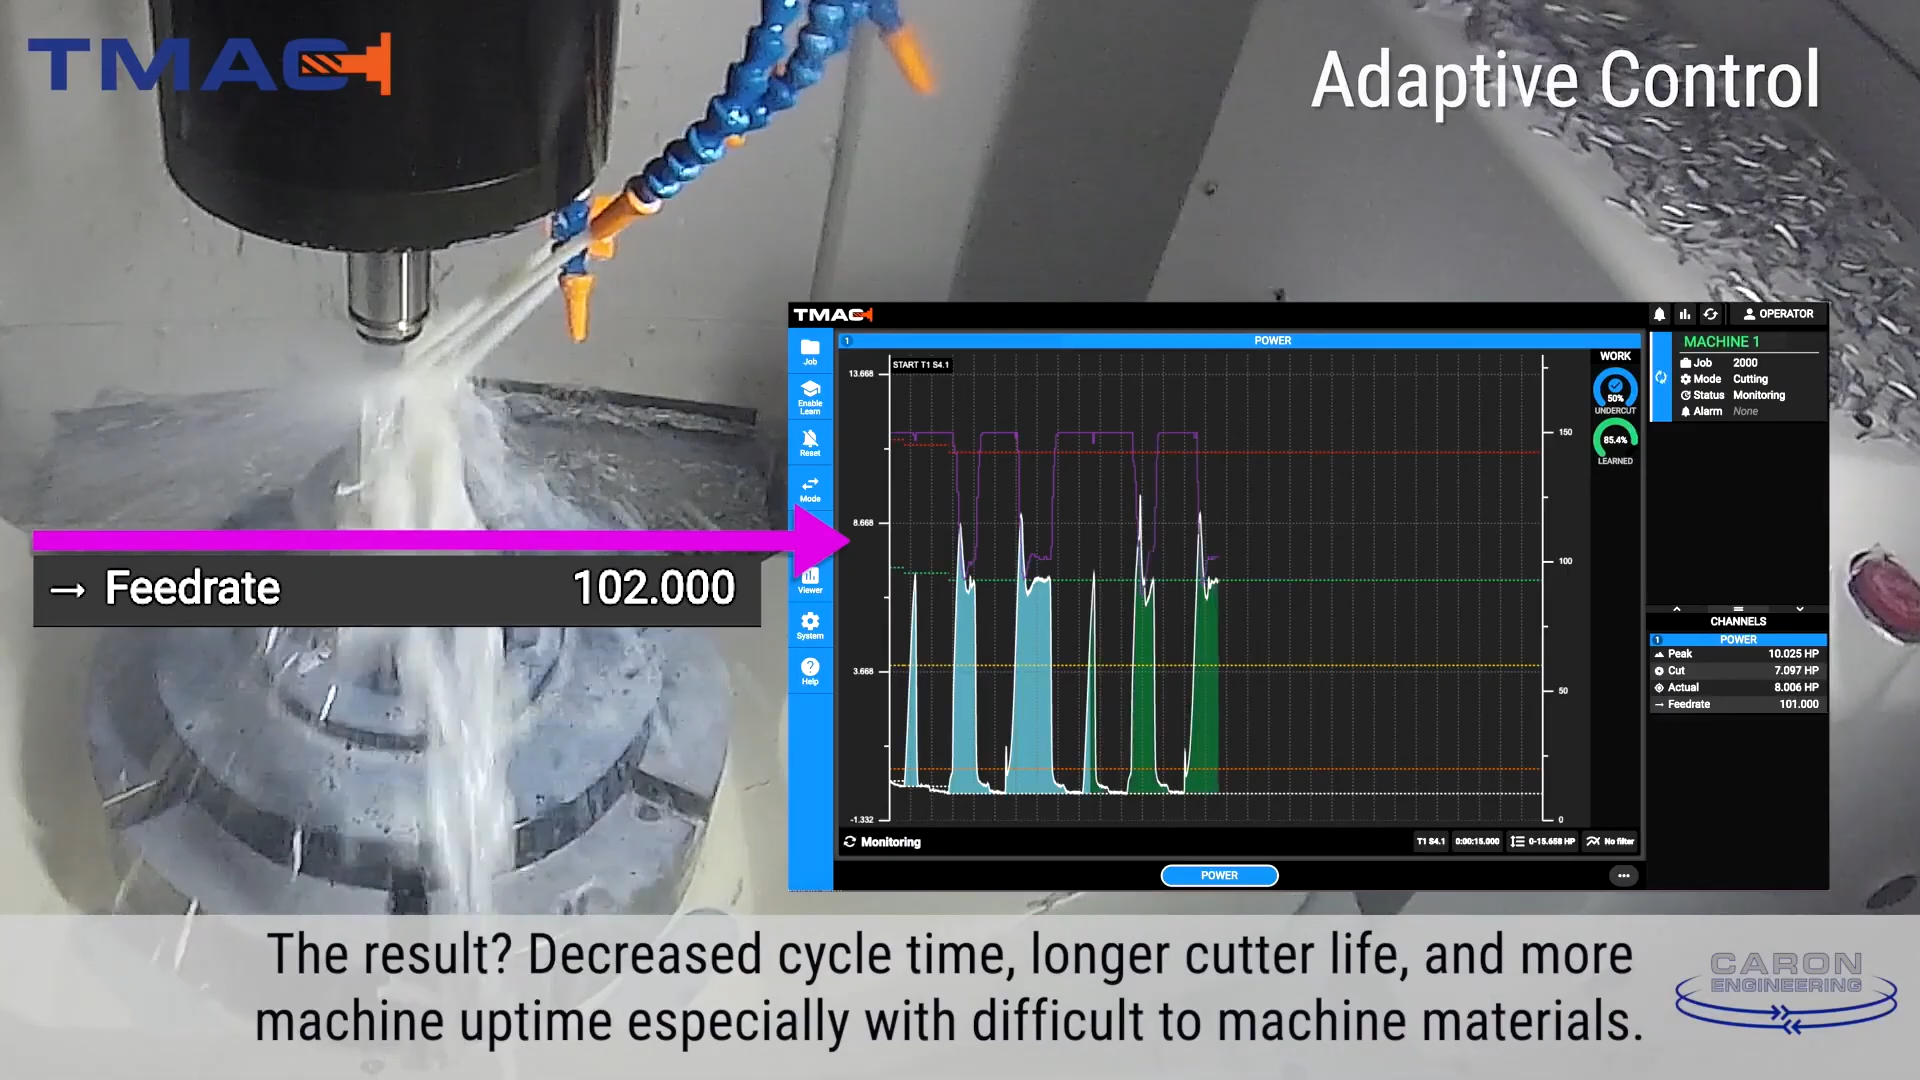 TMAC
Adaptive Control
→ Feedrate 102.000
TMAC
OPERATOR
Job
Enable
Learn
Reset
Mode
Viewer
System
Help
1 POWER
START T1 S4.1
13.668
8.668
3.668
-1.332
150
100
50
0
WORK
50%
UNDERCUT
85.4%
LEARNED
Monitoring
T1 S4.1 0:00:15.000 0-15.658 HP No filter
POWER
MACHINE 1
Job 2000
Mode Cutting
Status Monitoring
Alarm None
CHANNELS
1 POWER
Peak 10.025 HP
Cut 7.097 HP
Actual 8.006 HP
→ Feedrate 101.000
The result? Decreased cycle time, longer cutter life, and more
machine uptime especially with difficult to machine materials.
CARON
ENGINEERING